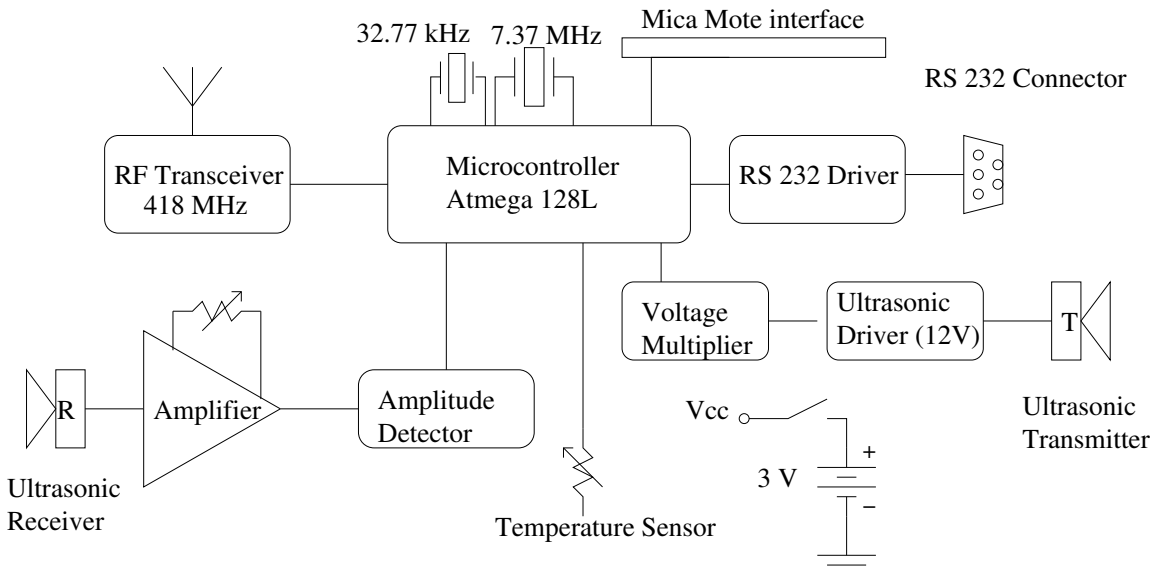 Mica Mote interface
32.77 kHz
7.37 MHz
RS 232 Connector
RF Transceiver
418 MHz
Microcontroller
Atmega 128L
RS 232 Driver
Voltage
Multiplier
Ultrasonic
Driver (12V)
T
R
Amplifier
Amplitude
Detector
Vcc
Ultrasonic
Transmitter
+
3 V
−
Ultrasonic
Receiver
Temperature Sensor